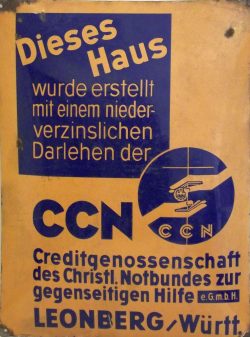 Dieses
Haus
wurde erstellt
mit einem nieder-
verzinslichen
Darlehen der
CCN
CCN
Creditgenossenschaft
des Christl. Notbundes zur
gegenseitigen Hilfe e.G.m.b.H.
LEONBERG/Württ.